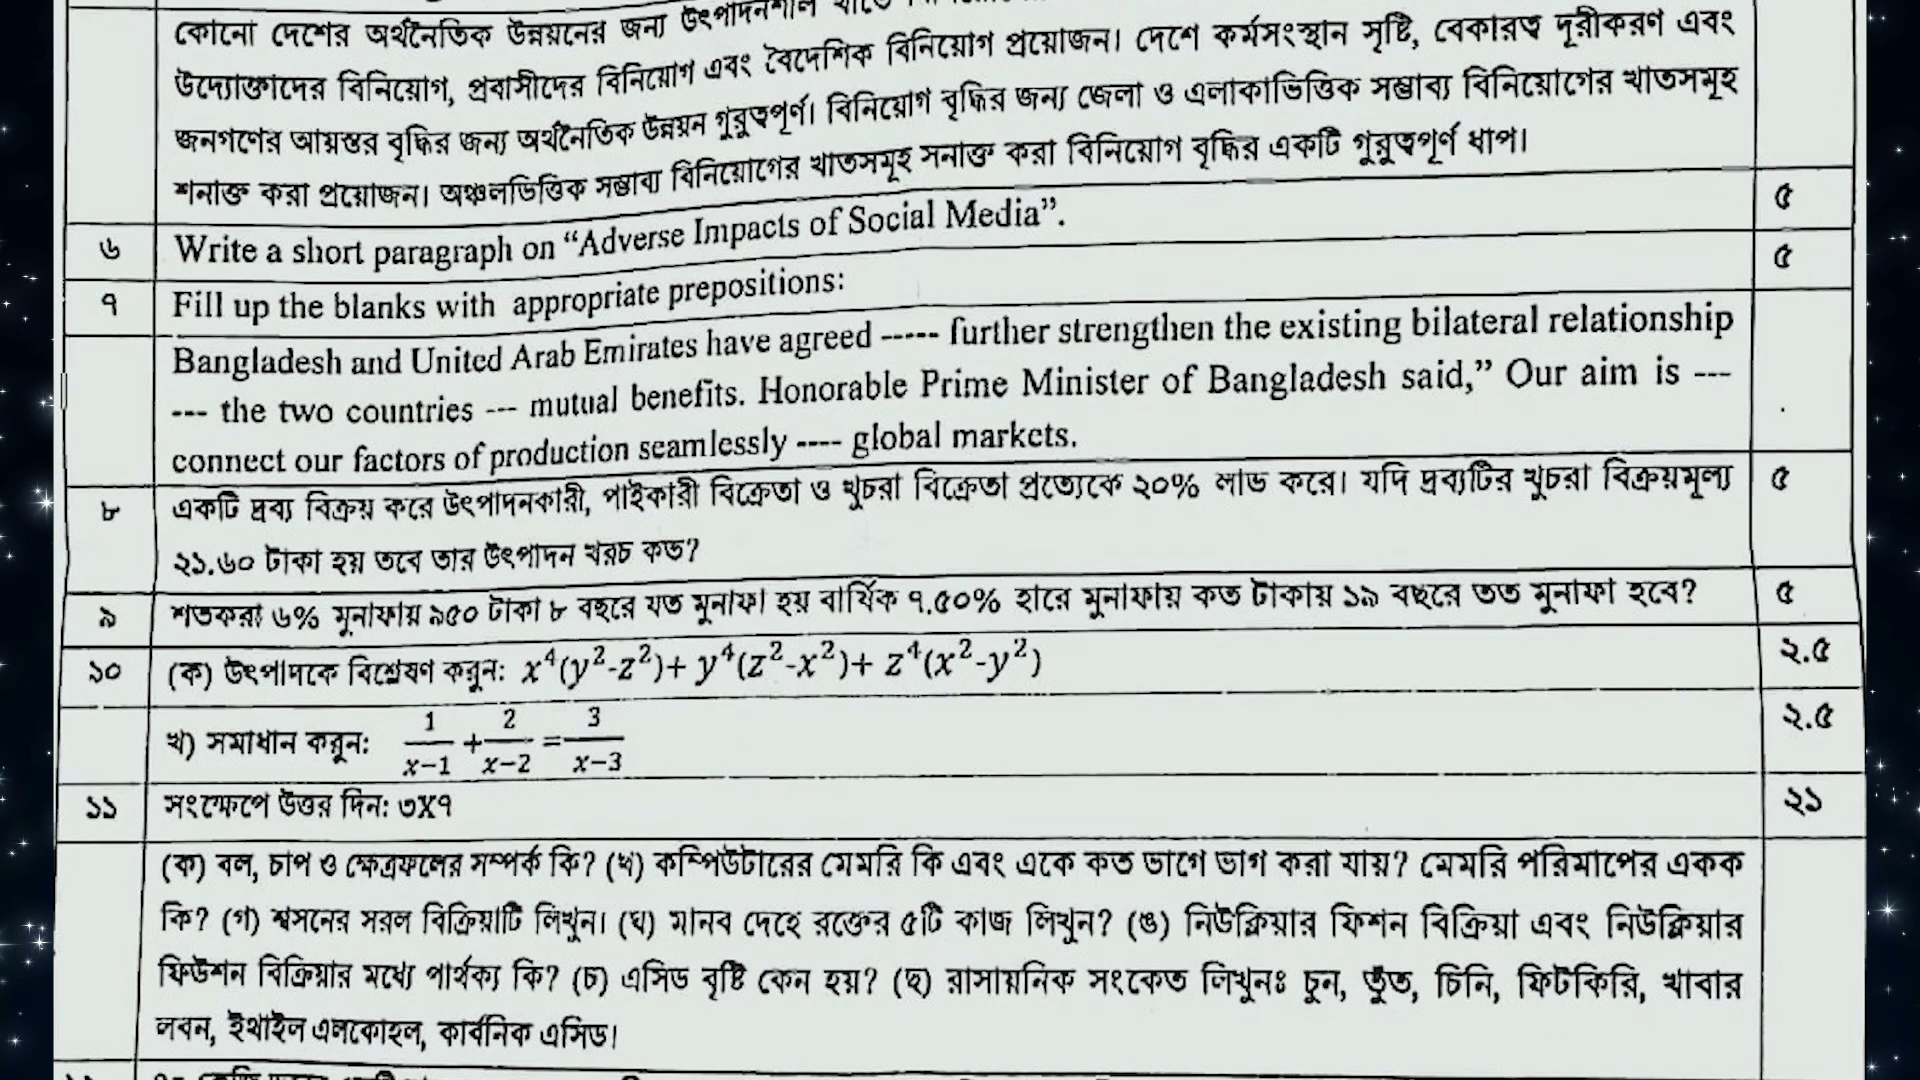 কোনো দেশের অর্থনৈতিক উন্নয়নের জন্য উৎপাদনশীল খাতে
উদ্যোক্তাদের বিনিয়োগ, প্রবাসীদের বিনিয়োগ এবং বৈদেশিক বিনিয়োগ প্রয়োজন। দেশে কর্মসংস্থান সৃষ্টি, বেকারত্ব দূরীকরণ এবং
জনগণের আয়স্তর বৃদ্ধির জন্য অর্থনৈতিক উন্নয়ন গুরুত্বপূর্ণ। বিনিয়োগ বৃদ্ধির জন্য জেলা ও এলাকাভিত্তিক সম্ভাব্য বিনিয়োগের খাতসমূহ
শনাক্ত করা প্রয়োজন। অঞ্চলভিত্তিক সম্ভাব্য বিনিয়োগের খাতসমূহ সনাক্ত করা বিনিয়োগ বৃদ্ধির একটি গুরুত্বপূর্ণ ধাপ।
৬ Write a short paragraph on “Adverse Impacts of Social Media”. ৫
৭ Fill up the blanks with appropriate prepositions: ৫
Bangladesh and United Arab Emirates have agreed ----- further strengthen the existing bilateral relationship
--- the two countries --- mutual benefits. Honorable Prime Minister of Bangladesh said,” Our aim is ---
connect our factors of production seamlessly ---- global markets.
৮ একটি দ্রব্য বিক্রয় করে উৎপাদনকারী, পাইকারী বিক্রেতা ও খুচরা বিক্রেতা প্রত্যেকে ২০% লাভ করে। যদি দ্রব্যটির খুচরা বিক্রয়মূল্য ৫
২১.৬০ টাকা হয় তবে তার উৎপাদন খরচ কত?
৯ শতকরা ৬% মুনাফায় ৯৫০ টাকা ৮ বছরে যত মুনাফা হয় বার্ষিক ৭.৫০% হারে মুনাফায় কত টাকায় ১৯ বছরে তত মুনাফা হবে? ৫
১০ (ক) উৎপাদকে বিশ্লেষণ করুন: x⁴(y²-z²)+ y⁴(z²-x²)+ z⁴(x²-y²) ২.৫
খ) সমাধান করুন: 1/(x−1) + 2/(x−2) = 3/(x−3) ২.৫
১১ সংক্ষেপে উত্তর দিন: ৩X৭ ২১
(ক) বল, চাপ ও ক্ষেত্রফলের সম্পর্ক কি? (খ) কম্পিউটারের মেমরি কি এবং একে কত ভাগে ভাগ করা যায়? মেমরি পরিমাপের একক
কি? (গ) শ্বসনের সরল বিক্রিয়াটি লিখুন। (ঘ) মানব দেহে রক্তের ৫টি কাজ লিখুন? (ঙ) নিউক্লিয়ার ফিশন বিক্রিয়া এবং নিউক্লিয়ার
ফিউশন বিক্রিয়ার মধ্যে পার্থক্য কি? (চ) এসিড বৃষ্টি কেন হয়? (ছ) রাসায়নিক সংকেত লিখুনঃ চুন, তুঁত, চিনি, ফিটকিরি, খাবার
লবন, ইথাইল এলকোহল, কার্বনিক এসিড।